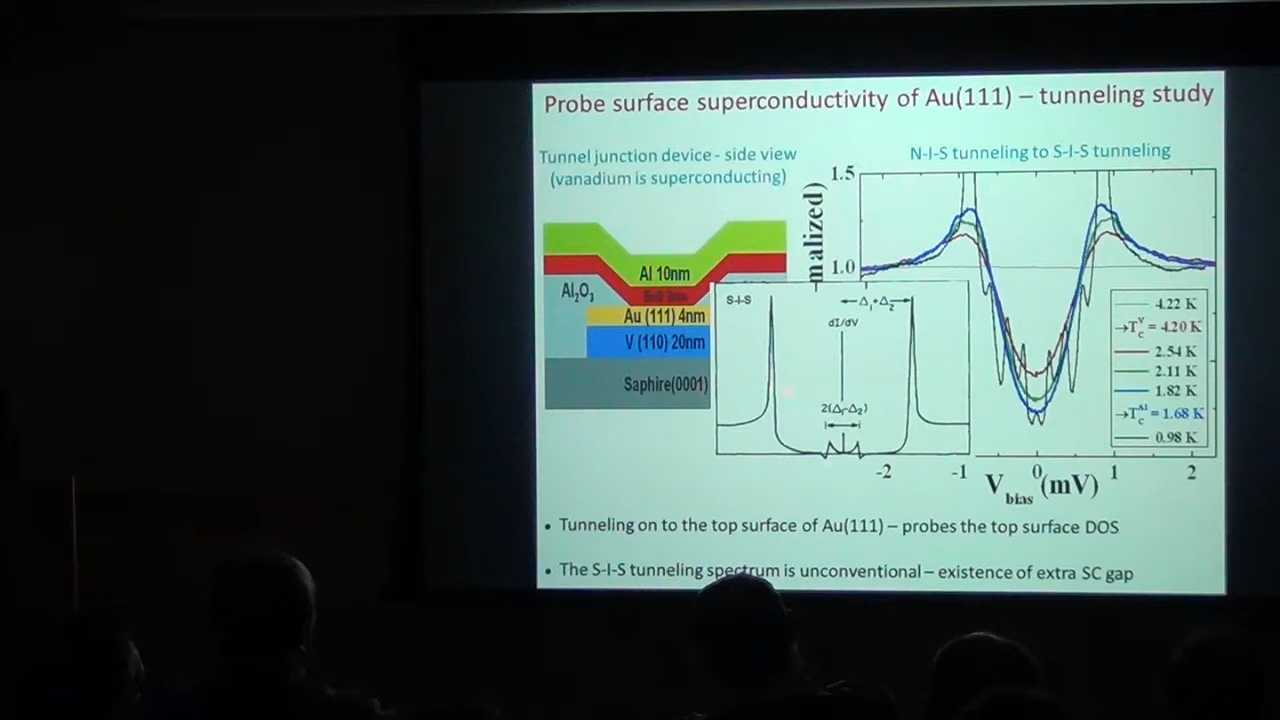 Probe surface superconductivity of Au(111) – tunneling study
Tunnel junction device - side view
(vanadium is superconducting)
Al 10nm
Al₂O₃
Au (111) 4nm
V (110) 20nm
Saphire(0001)
N-I-S tunneling to S-I-S tunneling
malized)
1.5
1.0
S-I-S
Δ₁+Δ₂
dI/dV
2(Δ₁-Δ₂)
4.22 K
→T_c^V = 4.20 K
2.54 K
2.11 K
1.82 K
→T_c^Al = 1.68 K
0.98 K
-2 -1 0 1 2
V_bias (mV)
• Tunneling on to the top surface of Au(111) – probes the top surface DOS
• The S-I-S tunneling spectrum is unconventional – existence of extra SC gap